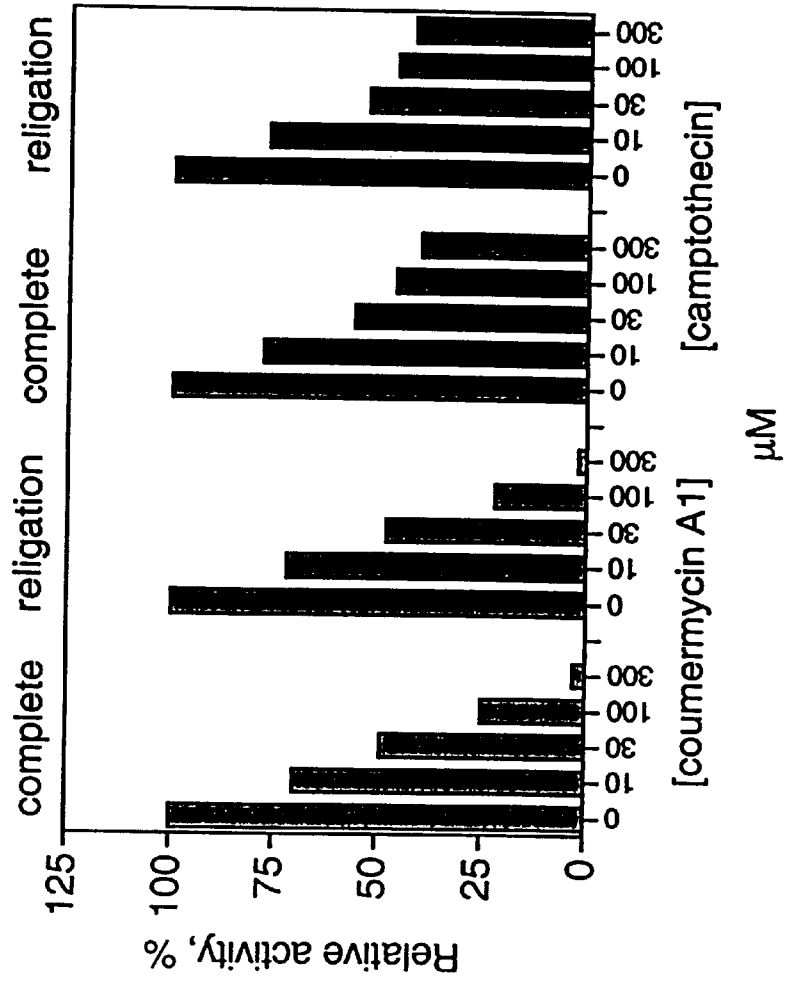 complete religation complete religation
Relative activity, %
125
100
75
50
25
0
0 10 30 100 300 0 10 30 100 300 0 10 30 100 300 0 10 30 100 300
[coumermycin A1] [camptothecin]
µM